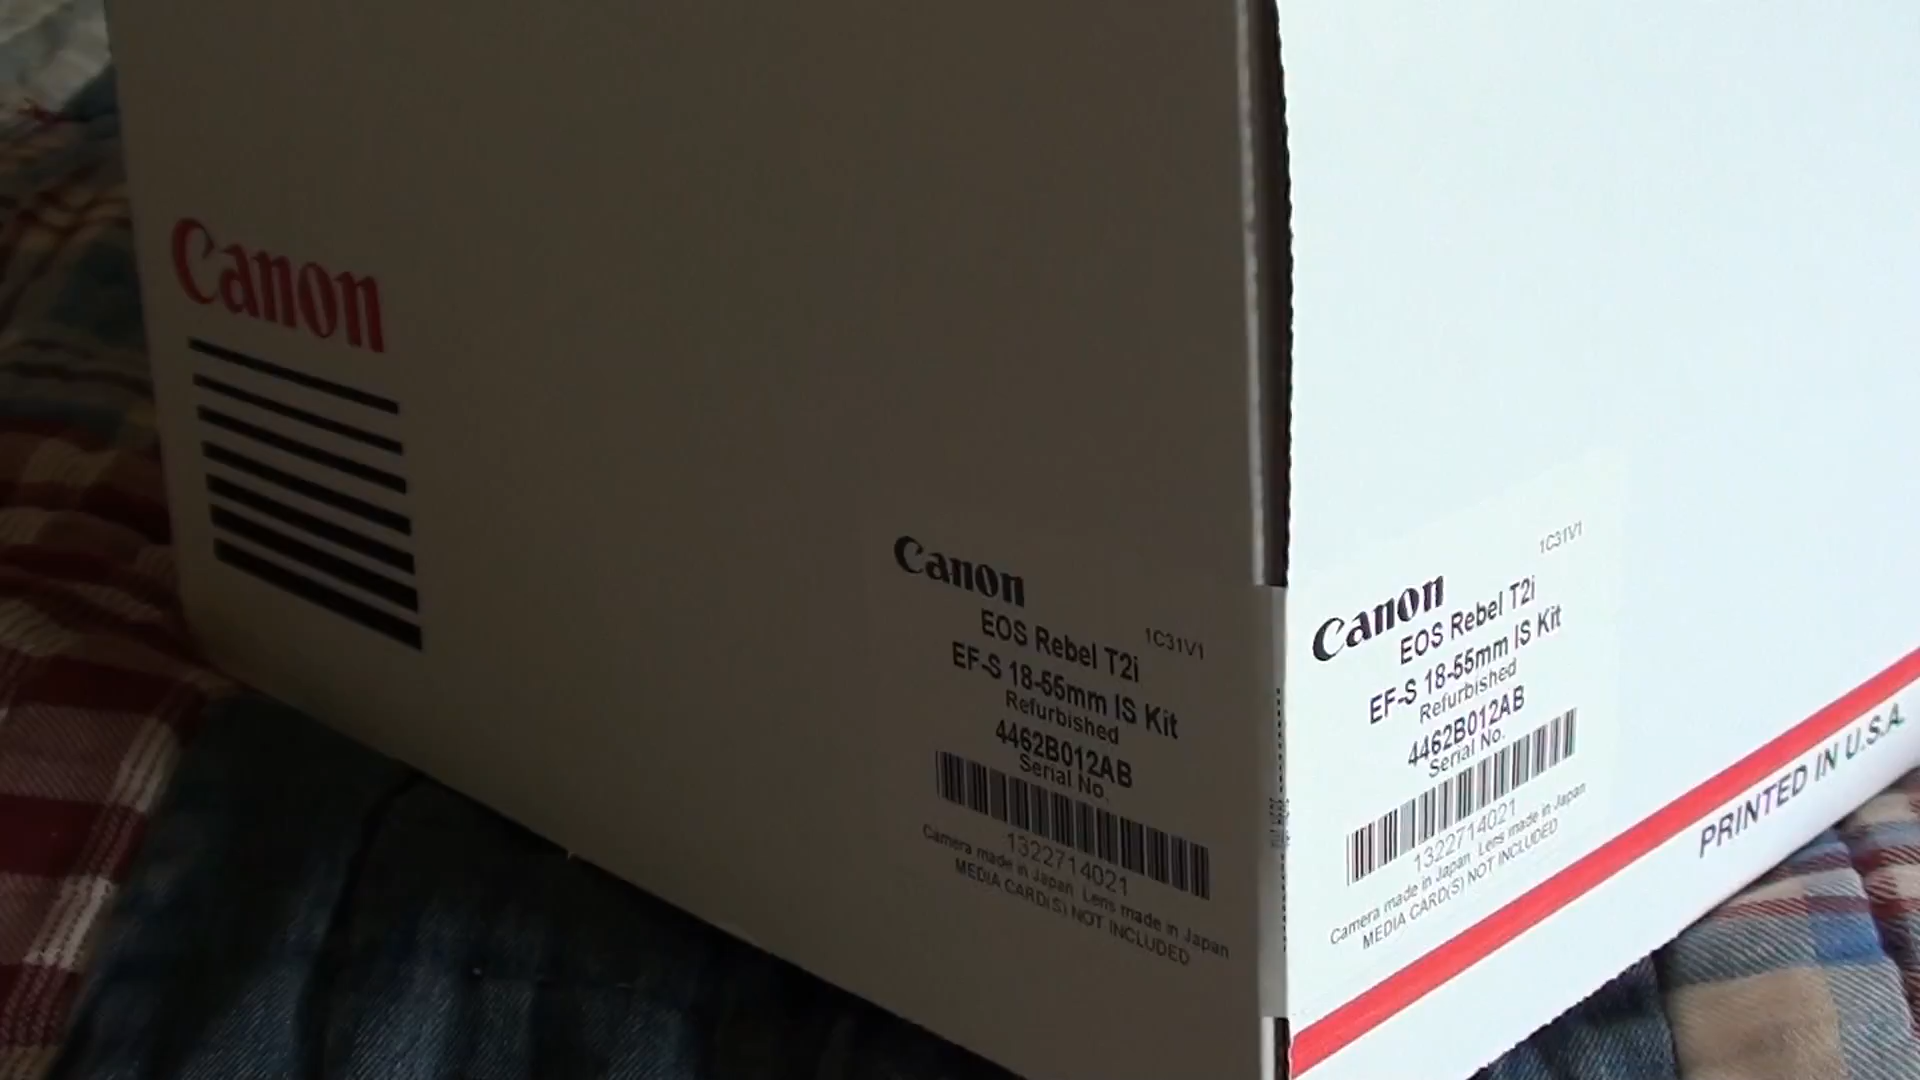 Canon
Canon
1C31V1
EOS Rebel T2i
EF-S 18-55mm IS Kit
Refurbished
4462B012AB
Serial No.
1322714021
Camera made in Japan Lens made in Japan
MEDIA CARD(S) NOT INCLUDED
1C31V1
Canon
EOS Rebel T2i
EF-S 18-55mm IS Kit
Refurbished
4462B012AB
Serial No.
1322714021
Camera made in Japan Lens made in Japan
MEDIA CARD(S) NOT INCLUDED
PRINTED IN U.S.A.